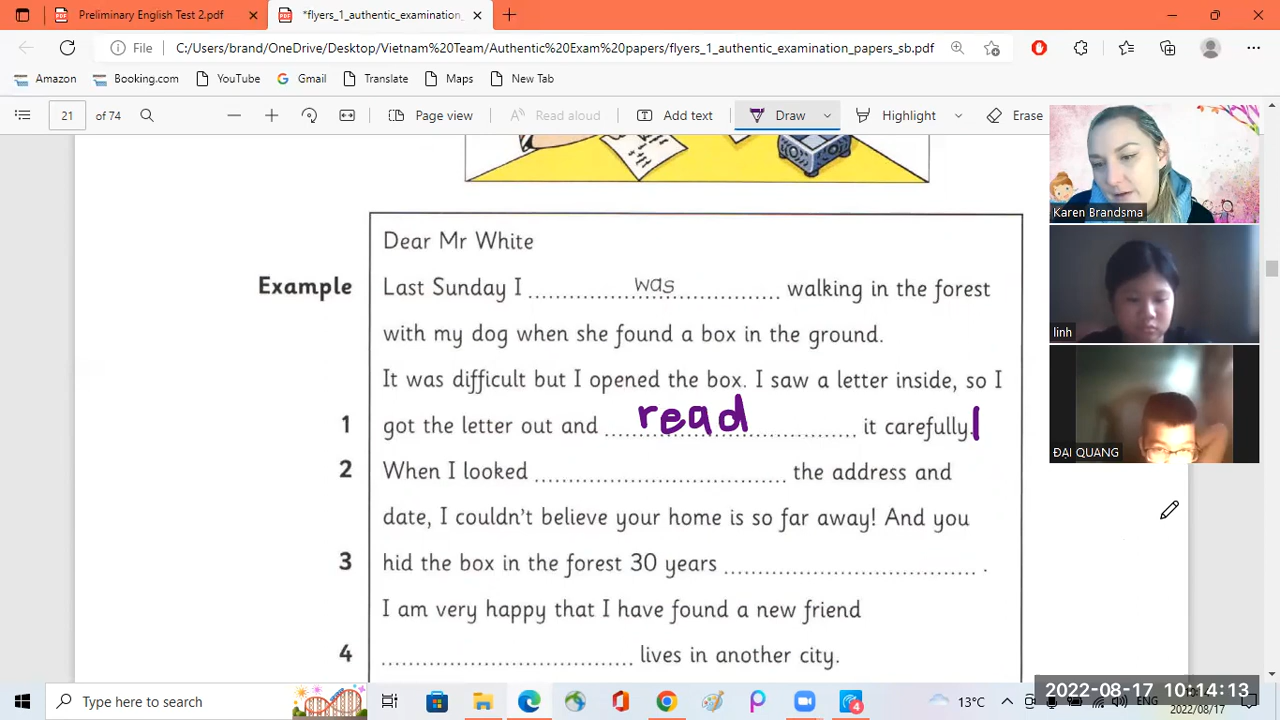 Preliminary English Test 2.pdf
*flyers_1_authentic_examination_
File C:/Users/brand/OneDrive/Desktop/Vietnam%20Team/Authentic%20Exam%20papers/flyers_1_authentic_examination_papers_sb.pdf
Amazon Booking.com YouTube Gmail Translate Maps New Tab
21 of 74 Page view Read aloud Add text Draw Highlight Erase
Karen Brandsma
linh
ĐẠI QUANG
Dear Mr White
Example Last Sunday I was walking in the forest
with my dog when she found a box in the ground.
It was difficult but I opened the box. I saw a letter inside, so I
1 got the letter out and read it carefully.
2 When I looked the address and
date, I couldn't believe your home is so far away! And you
3 hid the box in the forest 30 years .
I am very happy that I have found a new friend
4 lives in another city.
Type here to search
4
13°C
2022-08-17 10:14:13
2022/08/17